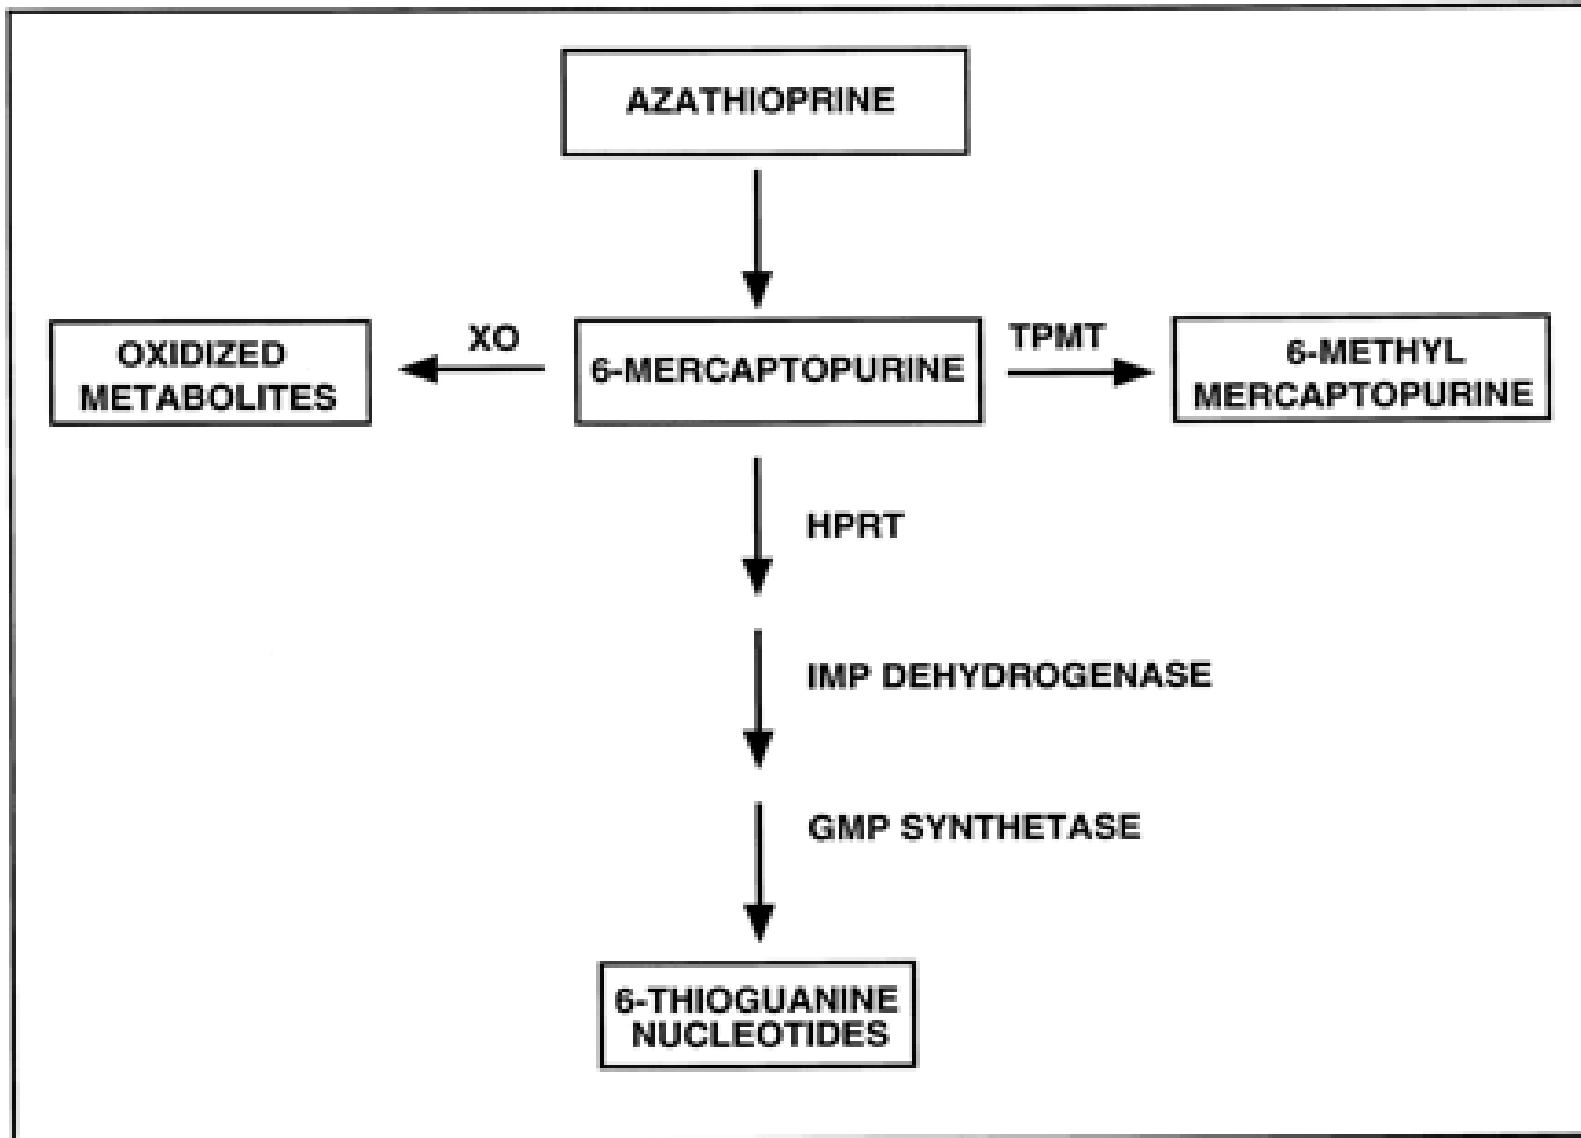 AZATHIOPRINE
OXIDIZED
METABOLITES
XO
6-MERCAPTOPURINE
TPMT
6-METHYL
MERCAPTOPURINE
HPRT
IMP DEHYDROGENASE
GMP SYNTHETASE
6-THIOGUANINE
NUCLEOTIDES